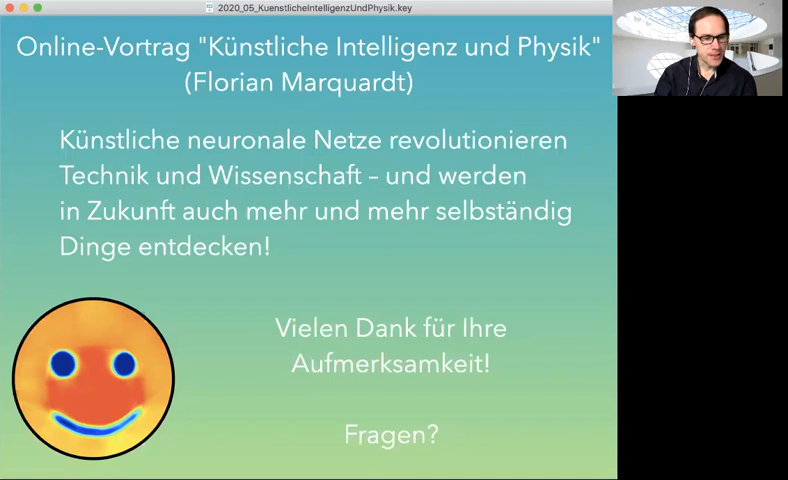 2020_05_KuenstlicheIntelligenzUndPhysik.key
Online-Vortrag "Künstliche Intelligenz und Physik"
(Florian Marquardt)
Künstliche neuronale Netze revolutionieren
Technik und Wissenschaft – und werden
in Zukunft auch mehr und mehr selbständig
Dinge entdecken!
Vielen Dank für Ihre
Aufmerksamkeit!
Fragen?